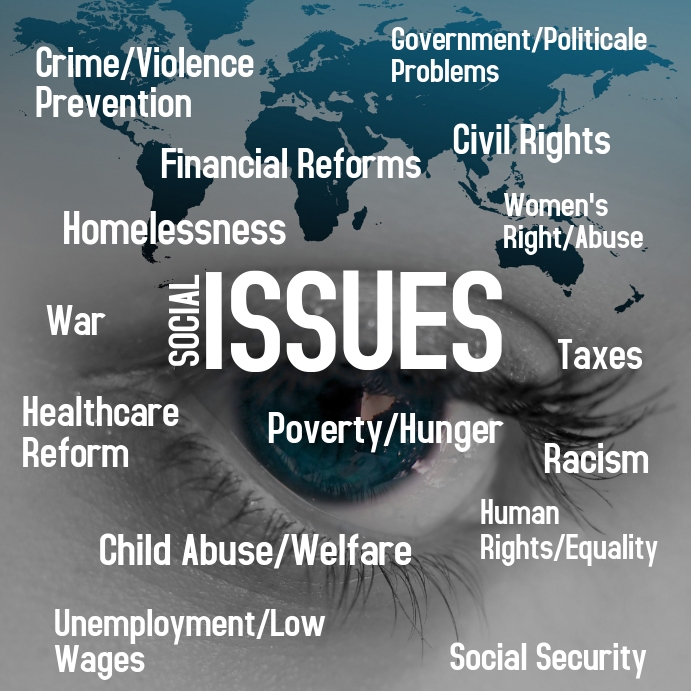 Government/Politicale
Problems
Crime/Violence
Prevention
Civil Rights
Financial Reforms
Women's
Right/Abuse
Homelessness
SOCIAL
ISSUES
War
Taxes
Healthcare
Reform
Poverty/Hunger
Racism
Human
Rights/Equality
Child Abuse/Welfare
Unemployment/Low
Wages
Social Security